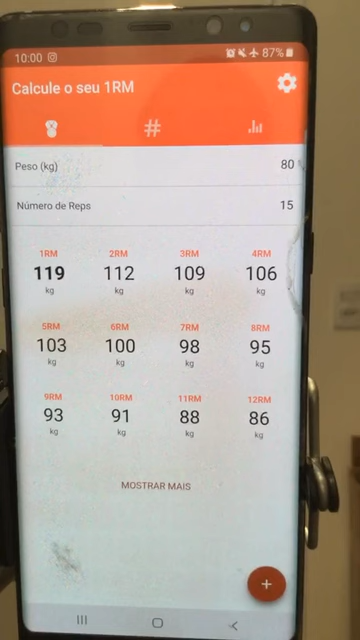 10:00 87%
Calcule o seu 1RM
#
Peso (kg) 80
Número de Reps 15
1RM 2RM 3RM 4RM
119 112 109 106
kg kg kg kg
5RM 6RM 7RM 8RM
103 100 98 95
kg kg kg kg
9RM 10RM 11RM 12RM
93 91 88 86
kg kg kg kg
MOSTRAR MAIS
+